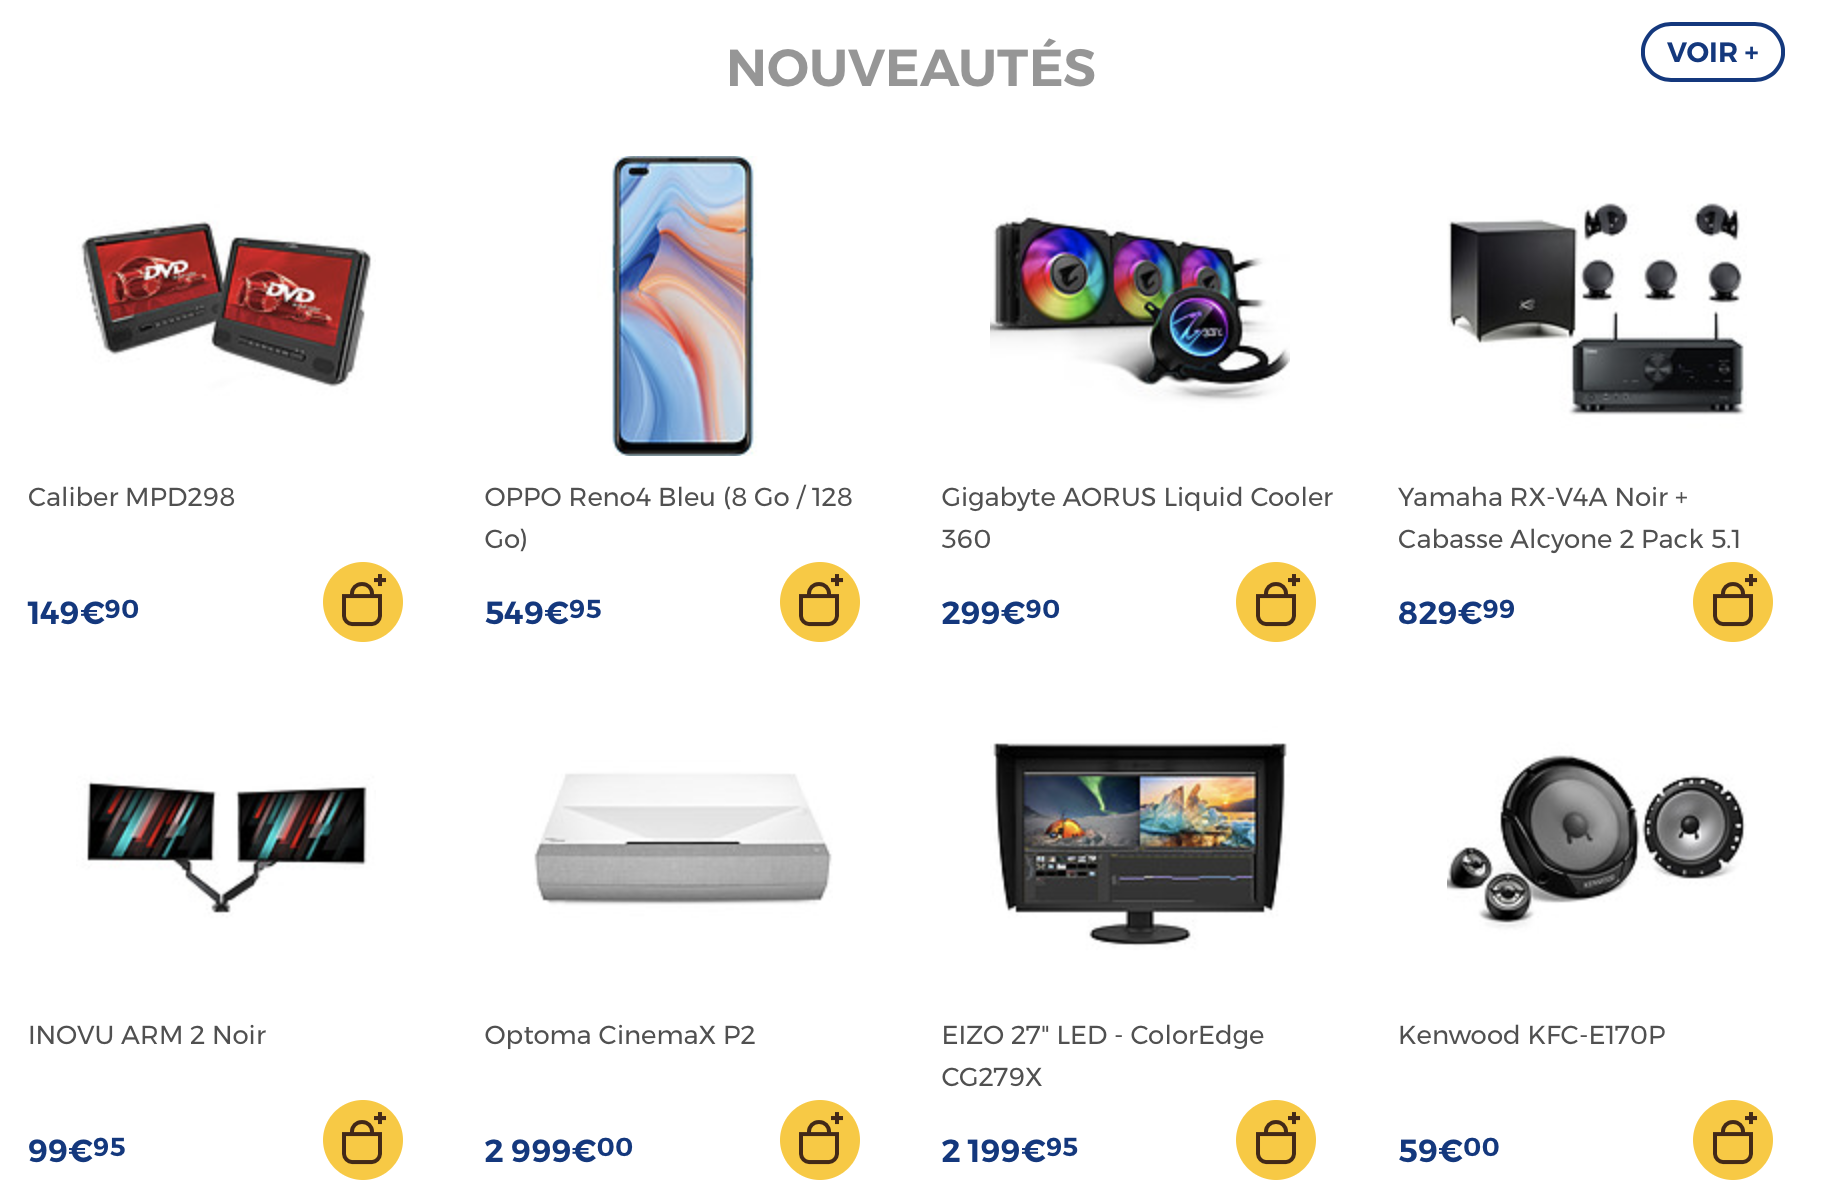 NOUVEAUTÉS
VOIR +
DVD
DVD
Caliber MPD298
OPPO Reno4 Bleu (8 Go / 128
Go)
Gigabyte AORUS Liquid Cooler
360
Yamaha RX-V4A Noir +
Cabasse Alcyone 2 Pack 5.1
149€90
549€95
299€90
829€99
KENWOOD
INOVU ARM 2 Noir
Optoma CinemaX P2
EIZO 27" LED - ColorEdge
CG279X
Kenwood KFC-E170P
99€95
2 999€00
2 199€95
59€00